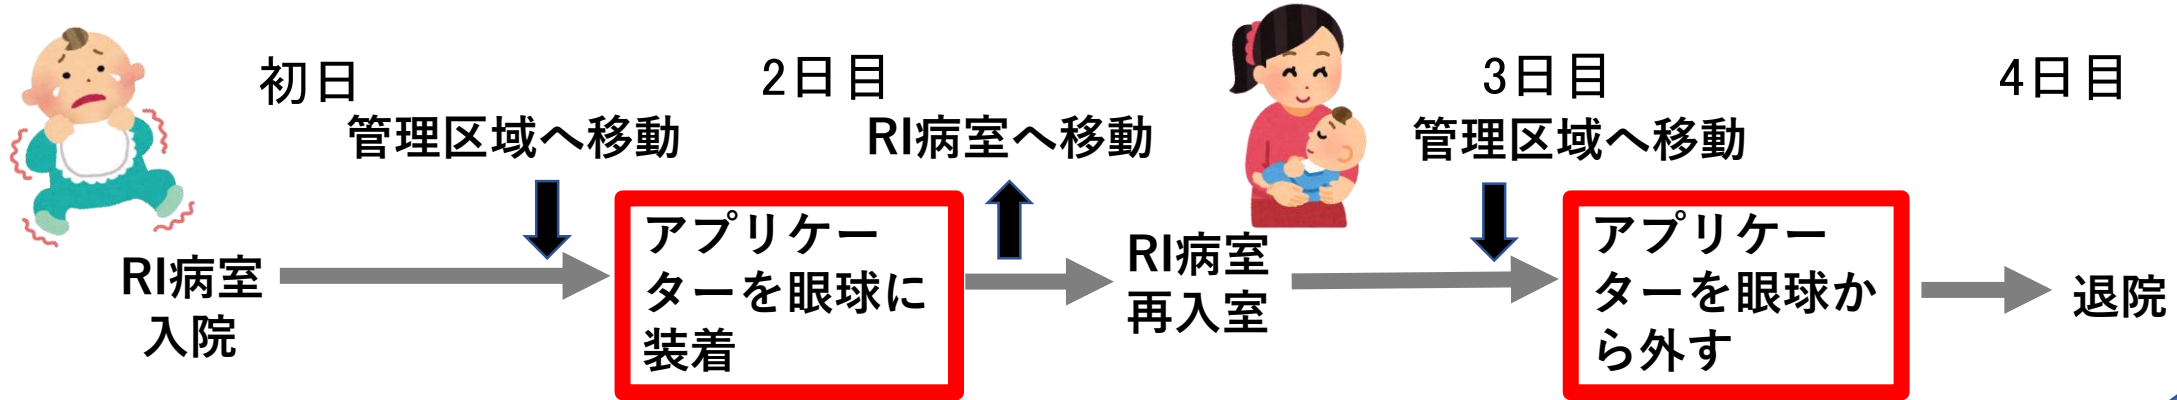 初日
管理区域へ移動
RI病室
入院
2日目
アプリケー
ターを眼球に
装着
RI病室へ移動
RI病室
再入室
3日目
管理区域へ移動
アプリケー
ターを眼球か
ら外す
4日目
退院